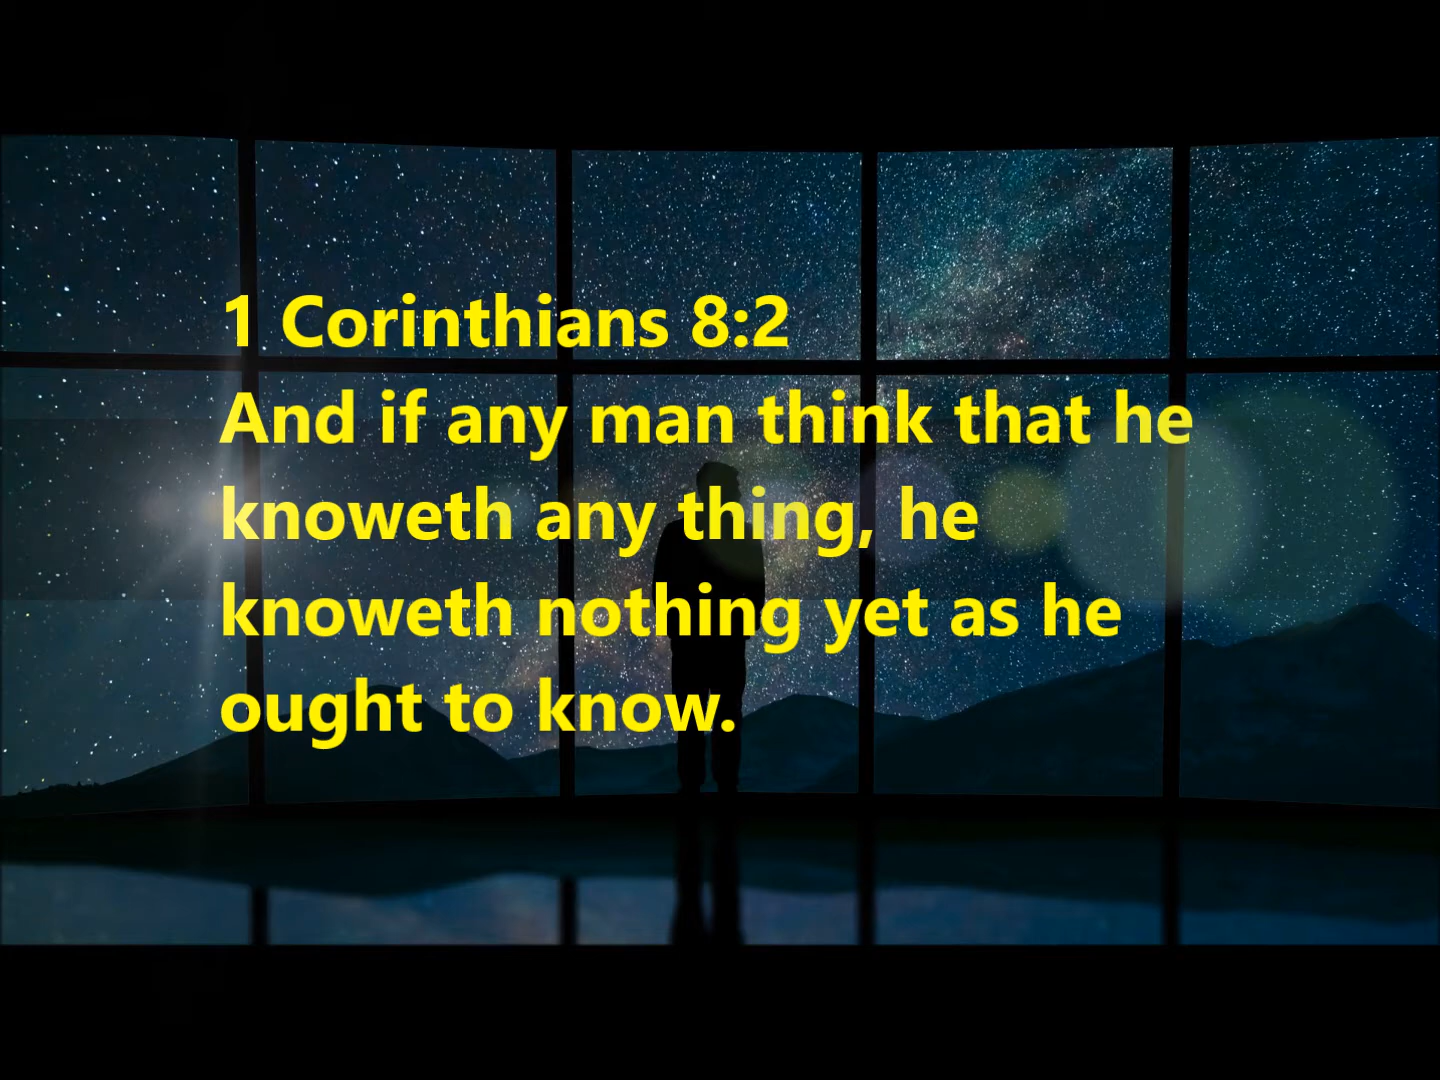 1 Corinthians 8:2
And if any man think that he
knoweth any thing, he
knoweth nothing yet as he
ought to know.